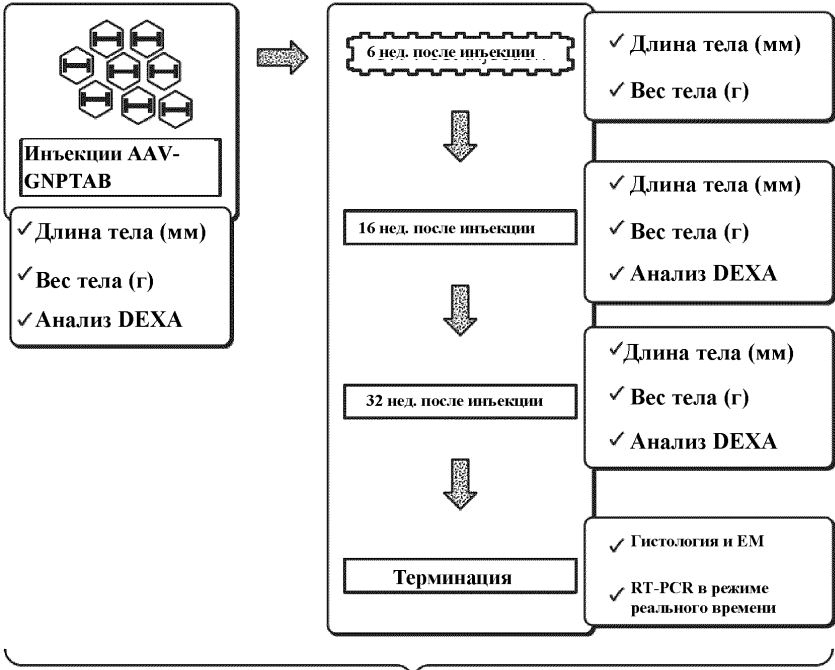 Инъекции AAV-
GNPTAB
✓ Длина тела (мм)
✓ Вес тела (г)
✓ Анализ DEXA
6 нед. после инъекции
✓ Длина тела (мм)
✓ Вес тела (г)
16 нед. после инъекции
✓ Длина тела (мм)
✓ Вес тела (г)
✓ Анализ DEXA
32 нед. после инъекции
✓ Длина тела (мм)
✓ Вес тела (г)
✓ Анализ DEXA
Терминация
✓ Гистология и ЕМ
✓ RT-PCR в режиме
реального времени